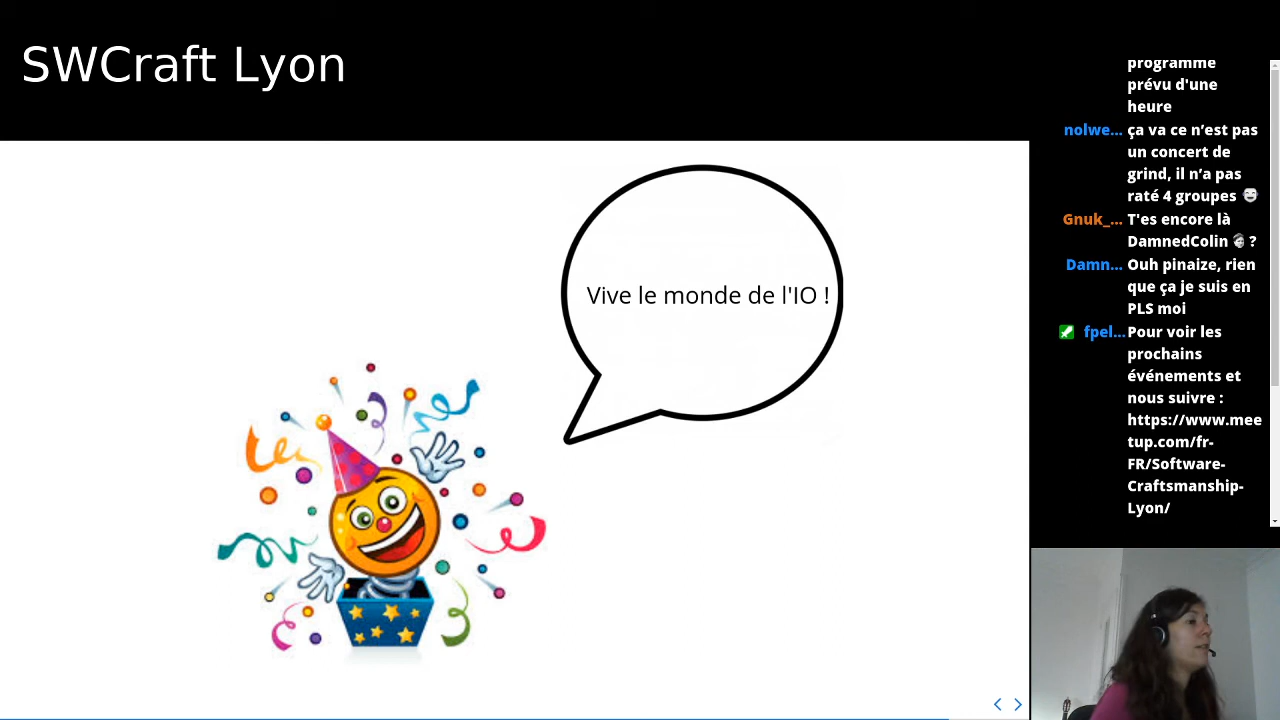 SWCraft Lyon
Vive le monde de l'IO !
programme
prévu d'une
heure
nolwe... ça va ce n’est pas
un concert de
grind, il n’a pas
raté 4 groupes
Gnuk_... T'es encore là
DamnedColin ?
Damn... Ouh pinaize, rien
que ça je suis en
PLS moi
fpel... Pour voir les
prochains
événements et
nous suivre :
https://www.mee
tup.com/fr-
FR/Software-
Craftsmanship-
Lyon/